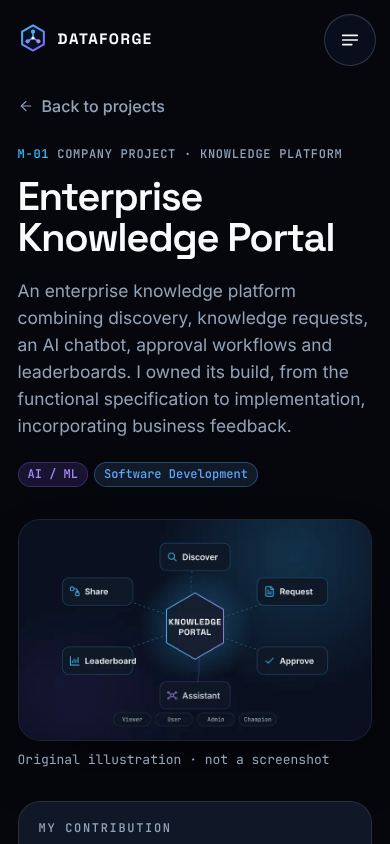 DATAFORGE
Back to projects
M-01 COMPANY PROJECT · KNOWLEDGE PLATFORM
Enterprise
Knowledge Portal
An enterprise knowledge platform
combining discovery, knowledge requests,
an AI chatbot, approval workflows and
leaderboards. I owned its build, from the
functional specification to implementation,
incorporating business feedback.
AI / ML
Software Development
Discover
Share
Request
KNOWLEDGE
PORTAL
Leaderboard
Approve
Assistant
Viewer
User
Admin
Champion
Original illustration · not a screenshot
MY CONTRIBUTION